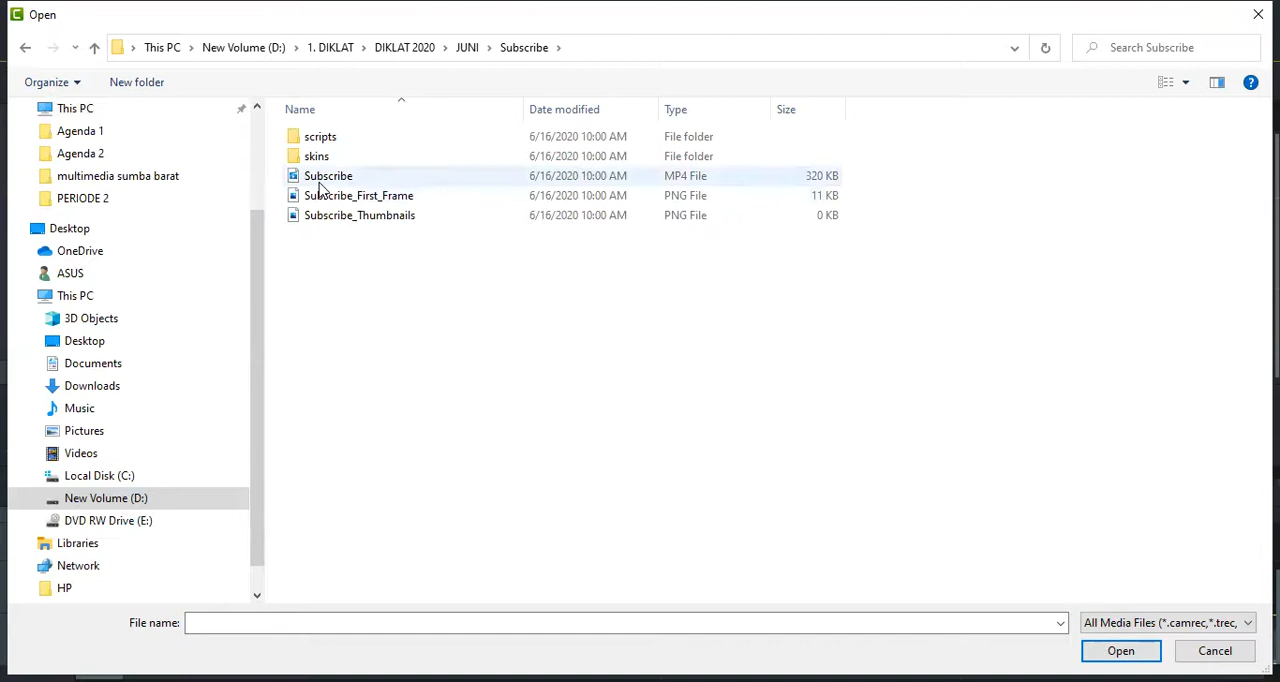 Open
This PC > New Volume (D:) > 1. DIKLAT > DIKLAT 2020 > JUNI > Subscribe >
Search Subscribe
Organize
New folder
Name
Date modified
Type
Size
This PC
Agenda 1
Agenda 2
multimedia sumba barat
PERIODE 2
Desktop
OneDrive
ASUS
This PC
3D Objects
Desktop
Documents
Downloads
Music
Pictures
Videos
Local Disk (C:)
New Volume (D:)
DVD RW Drive (E:)
Libraries
Network
HP
scripts 6/16/2020 10:00 AM File folder
skins 6/16/2020 10:00 AM File folder
Subscribe 6/16/2020 10:00 AM MP4 File 320 KB
Subscribe_First_Frame 6/16/2020 10:00 AM PNG File 11 KB
Subscribe_Thumbnails 6/16/2020 10:00 AM PNG File 0 KB
File name:
All Media Files (*.camrec,*.trec,
Open
Cancel